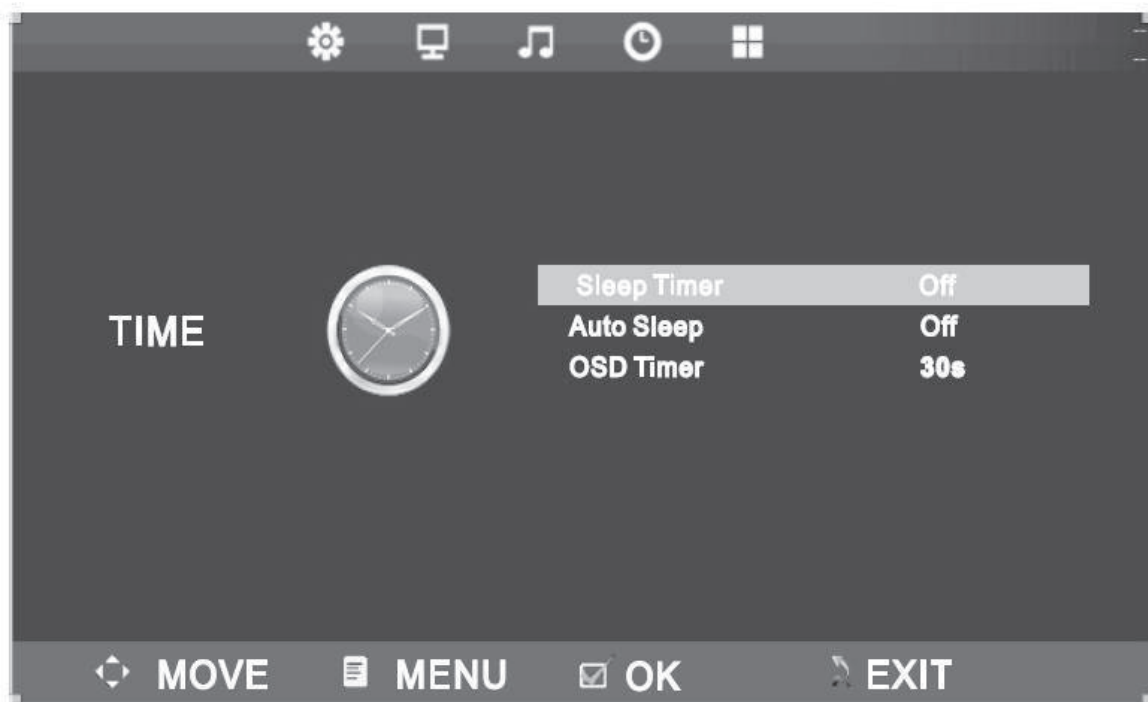 TIME
Sleep Timer Off
Auto Sleep Off
OSD Timer 30s
MOVE MENU OK EXIT